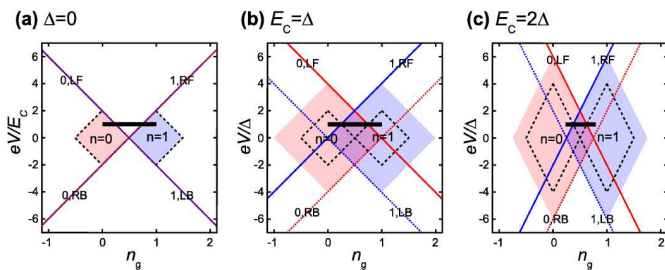 (a) Δ=0
(b) E_C=Δ
(c) E_C=2Δ
eV/E_C
6
4
2
0
-2
-4
-6
0,LF
1,RF
n=0
n=1
0,RB
1,LB
-1
0
1
2
n_g
eV/Δ
6
4
2
0
-2
-4
-6
0,LF
1,RF
n=0
n=1
0,RB
1,LB
-1
0
1
2
n_g
eV/Δ
6
4
2
0
-2
-4
-6
0,LF
1,RF
n=0
n=1
0,RB
1,LB
-1
0
1
2
n_g